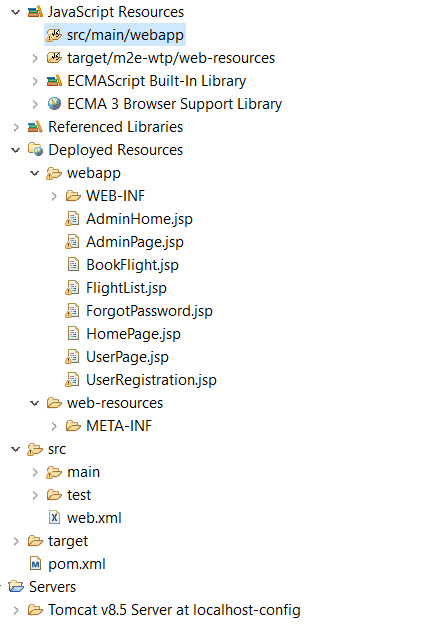 JavaScript Resources
src/main/webapp
target/m2e-wtp/web-resources
ECMAScript Built-In Library
ECMA 3 Browser Support Library
Referenced Libraries
Deployed Resources
webapp
WEB-INF
AdminHome.jsp
AdminPage.jsp
BookFlight.jsp
FlightList.jsp
ForgotPassword.jsp
HomePage.jsp
UserPage.jsp
UserRegistration.jsp
web-resources
META-INF
src
main
test
web.xml
target
pom.xml
Servers
Tomcat v8.5 Server at localhost-config